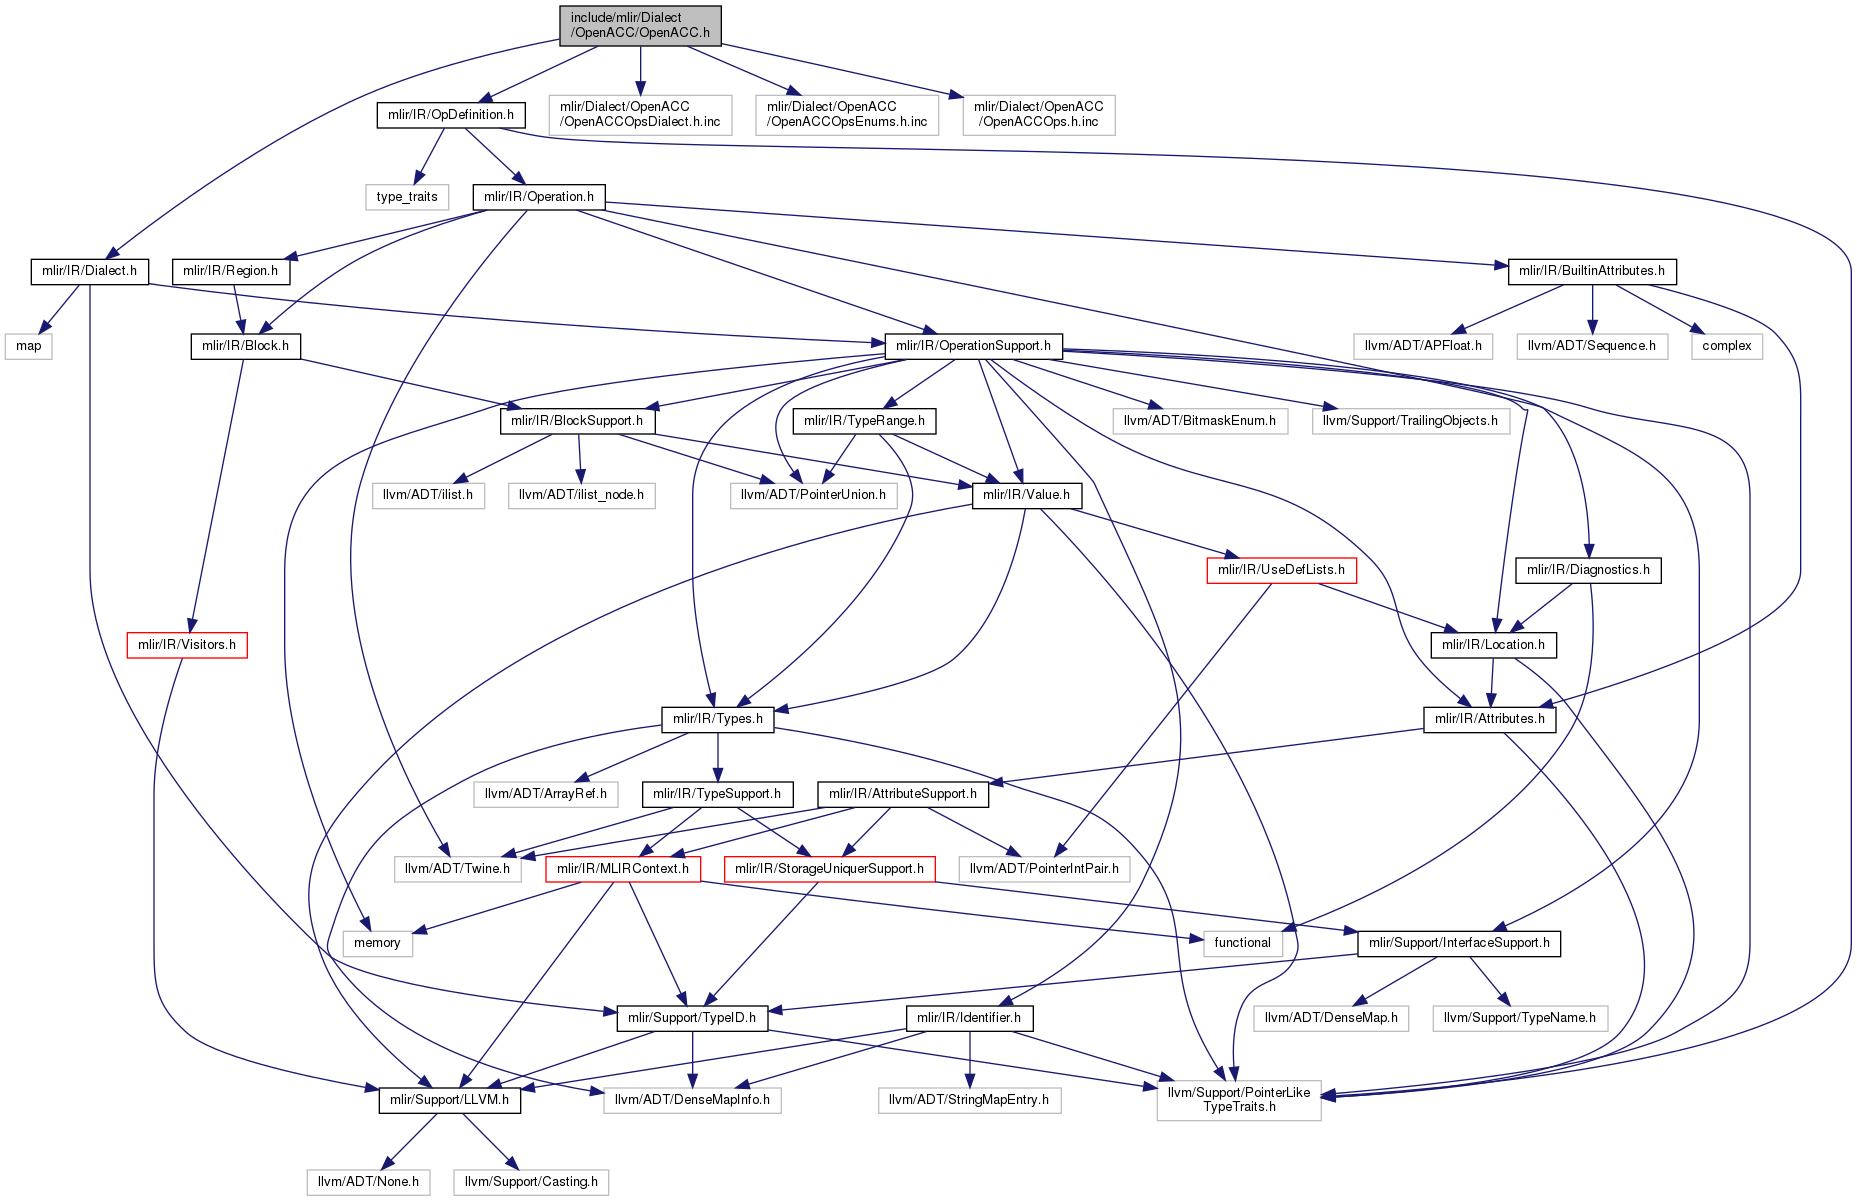 include/mlir/Dialect
/OpenACC/OpenACC.h
mlir/IR/OpDefinition.h
mlir/Dialect/OpenACC
/OpenACCOpsDialect.h.inc
mlir/Dialect/OpenACC
/OpenACCOpsEnums.h.inc
mlir/Dialect/OpenACC
/OpenACCOps.h.inc
type_traits
mlir/IR/Operation.h
mlir/IR/Dialect.h
mlir/IR/Region.h
mlir/IR/BuiltinAttributes.h
map
mlir/IR/Block.h
mlir/IR/OperationSupport.h
llvm/ADT/APFloat.h
llvm/ADT/Sequence.h
complex
mlir/IR/BlockSupport.h
mlir/IR/TypeRange.h
llvm/ADT/BitmaskEnum.h
llvm/Support/TrailingObjects.h
llvm/ADT/ilist.h
llvm/ADT/ilist_node.h
llvm/ADT/PointerUnion.h
mlir/IR/Value.h
mlir/IR/UseDefLists.h
mlir/IR/Diagnostics.h
mlir/IR/Visitors.h
mlir/IR/Location.h
mlir/IR/Types.h
mlir/IR/Attributes.h
llvm/ADT/ArrayRef.h
mlir/IR/TypeSupport.h
mlir/IR/AttributeSupport.h
llvm/ADT/Twine.h
mlir/IR/MLIRContext.h
mlir/IR/StorageUniquerSupport.h
llvm/ADT/PointerIntPair.h
memory
functional
mlir/Support/InterfaceSupport.h
mlir/Support/TypeID.h
mlir/IR/Identifier.h
llvm/ADT/DenseMap.h
llvm/Support/TypeName.h
mlir/Support/LLVM.h
llvm/ADT/DenseMapInfo.h
llvm/ADT/StringMapEntry.h
llvm/Support/PointerLike
TypeTraits.h
llvm/ADT/None.h
llvm/Support/Casting.h